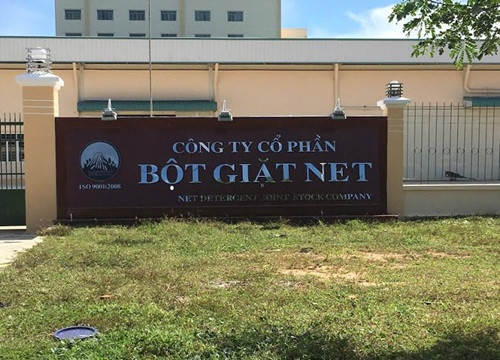 CÔNG TY CỔ PHẦN
BỘT GIẶT NET
ISO 9001:2008
NET DETERGENT JOINT STOCK COMPANY